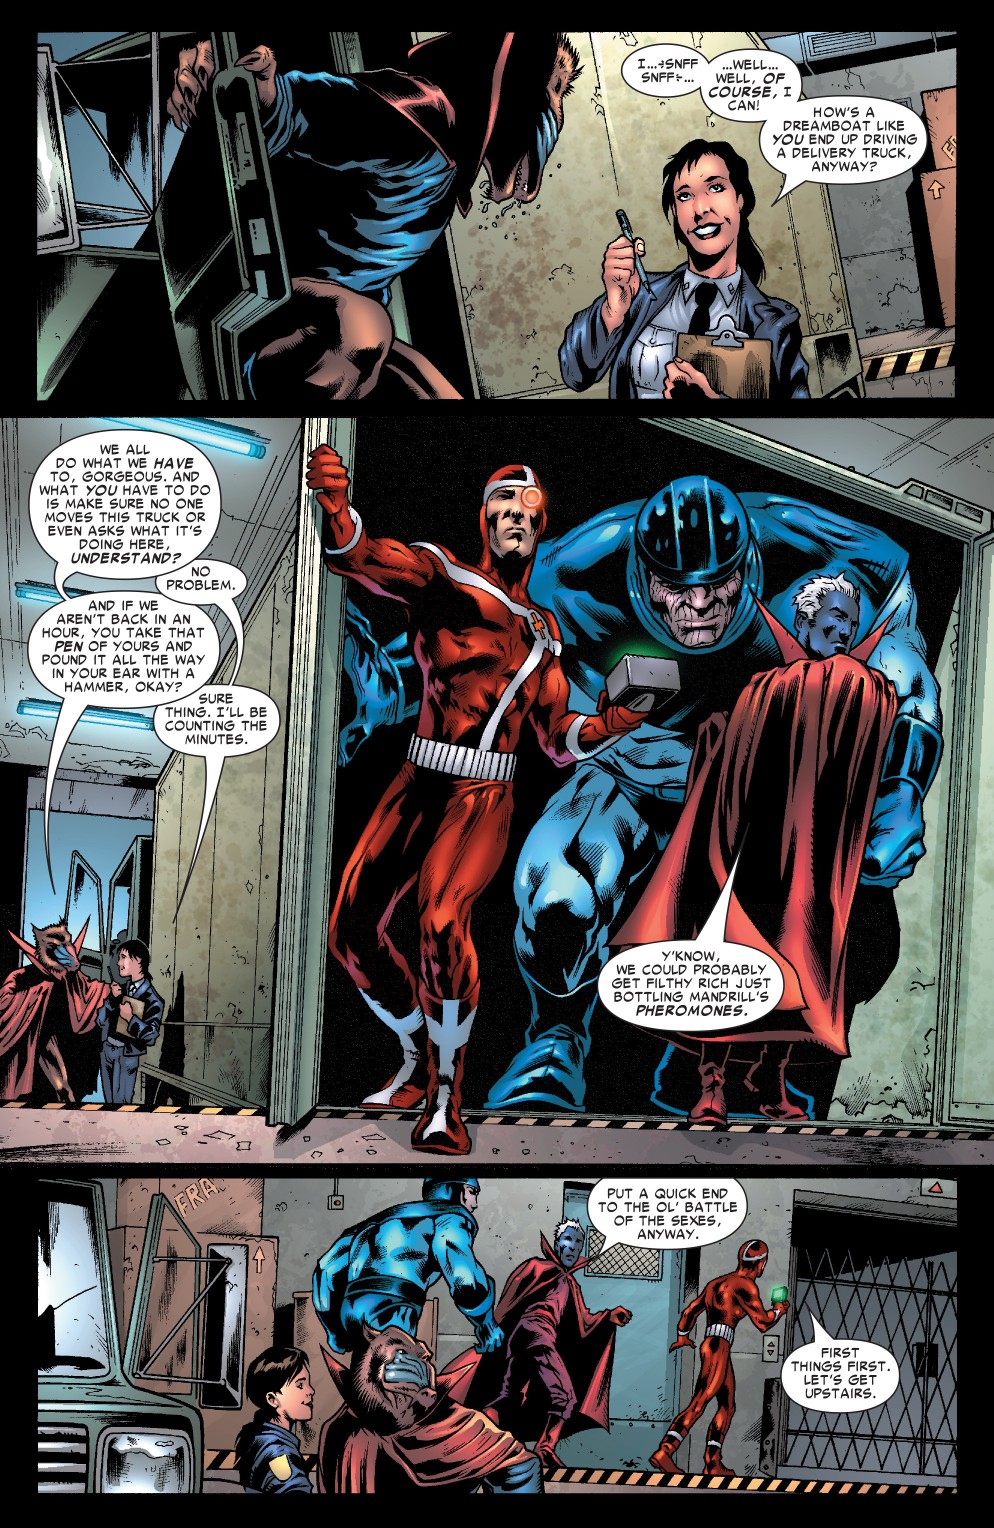 I...÷SNFF
SNFF÷...
...WELL...
WELL, OF
COURSE, I
CAN!
HOW'S A
DREAMBOAT LIKE
YOU END UP DRIVING
A DELIVERY TRUCK,
ANYWAY?
WE ALL
DO WHAT WE HAVE
TO, GORGEOUS. AND
WHAT YOU HAVE TO DO
IS MAKE SURE NO ONE
MOVES THIS TRUCK OR
EVEN ASKS WHAT IT'S
DOING HERE,
UNDERSTAND?
NO
PROBLEM.
AND IF WE
AREN'T BACK IN AN
HOUR, YOU TAKE THAT
PEN OF YOURS AND
POUND IT ALL THE WAY
IN YOUR EAR WITH A
HAMMER, OKAY?
SURE
THING. I'LL BE
COUNTING THE
MINUTES.
Y'KNOW,
WE COULD PROBABLY
GET FILTHY RICH JUST
BOTTLING MANDRILL'S
PHEROMONES.
FRA
PUT A QUICK END
TO THE OL' BATTLE
OF THE SEXES,
ANYWAY.
FIRST
THINGS FIRST.
LET'S GET
UPSTAIRS.